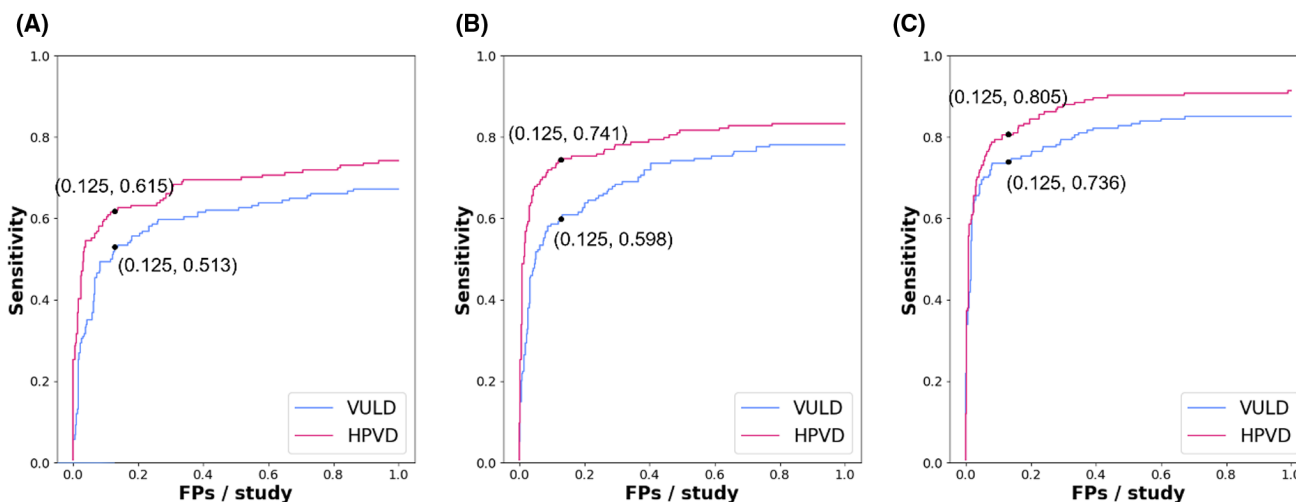 (A)
1.0
0.8
0.6
0.4
0.2
0.0
Sensitivity
(0.125, 0.615)
(0.125, 0.513)
VULD
HPVD
0.0 0.2 0.4 0.6 0.8 1.0
FPs / study
(B)
1.0
0.8
0.6
0.4
0.2
0.0
Sensitivity
(0.125, 0.741)
(0.125, 0.598)
VULD
HPVD
0.0 0.2 0.4 0.6 0.8 1.0
FPs / study
(C)
1.0
0.8
0.6
0.4
0.2
0.0
Sensitivity
(0.125, 0.805)
(0.125, 0.736)
VULD
HPVD
0.0 0.2 0.4 0.6 0.8 1.0
FPs / study